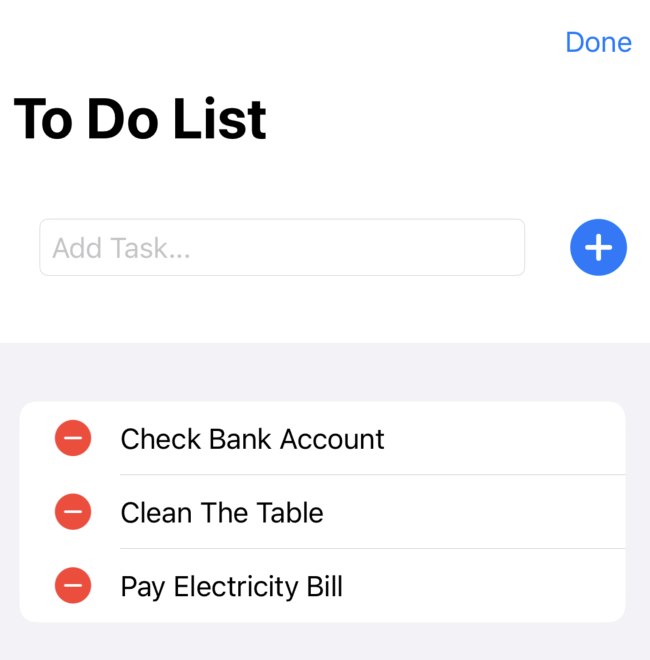 Done
To Do List
Add Task...
Check Bank Account
Clean The Table
Pay Electricity Bill